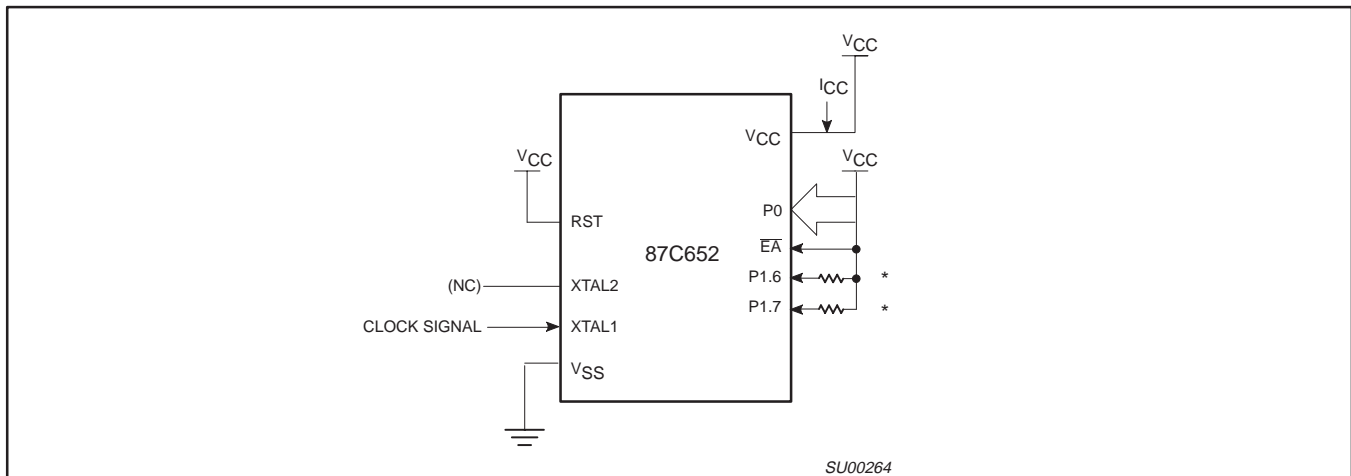 VCC
ICC
VCC
VCC
VCC
P0
RST
EA
87C652
P1.6
*
(NC)
XTAL2
P1.7
*
CLOCK SIGNAL
XTAL1
VSS
SU00264